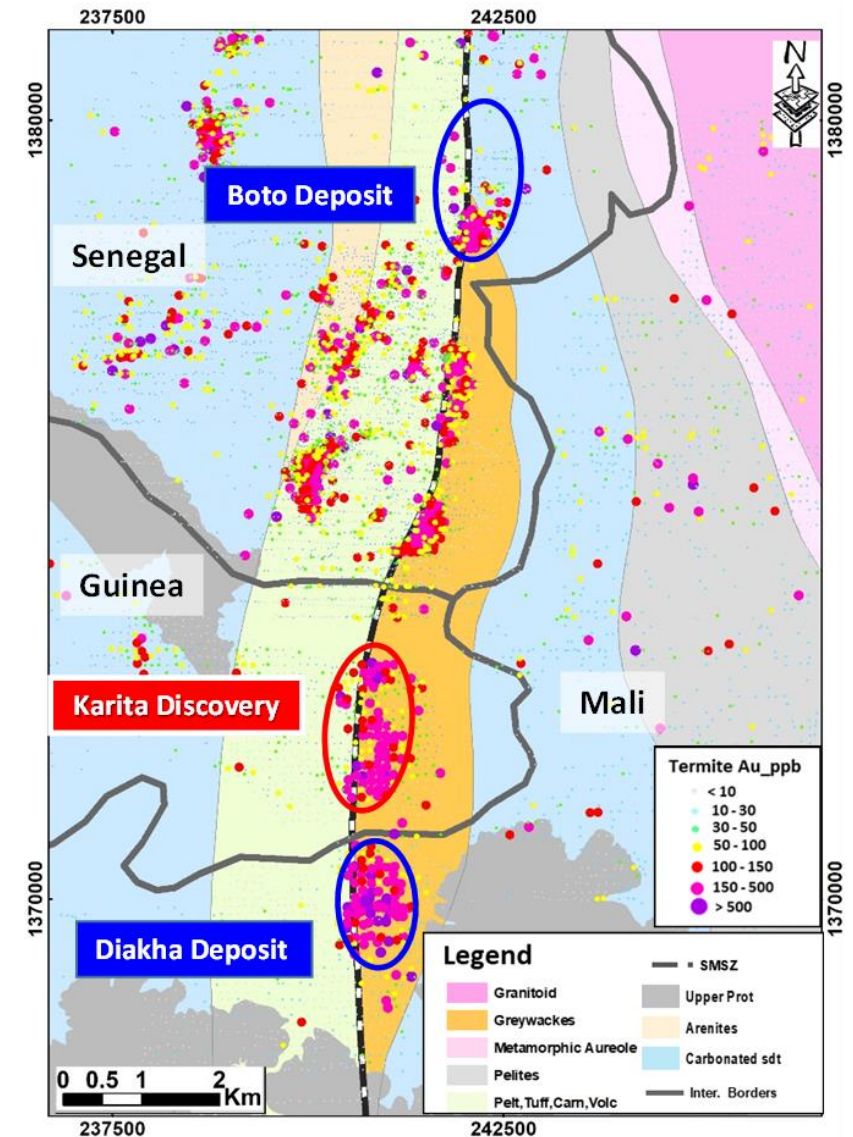 237500
242500
N
1380000
1380000
Boto Deposit
Senegal
Guinea
Karita Discovery
Mali
Termite Au_ppb
< 10
10 - 30
30 - 50
50 - 100
100 - 150
150 - 500
> 500
1370000
1370000
Diakha Deposit
Legend
Granitoid
Greywackes
Metamorphic Aureole
Pelites
Pelt,Tuff,Carn,Volc
SMSZ
Upper Prot
Arenites
Carbonated sdt
Inter. Borders
0 0.5 1 2
Km
237500
242500